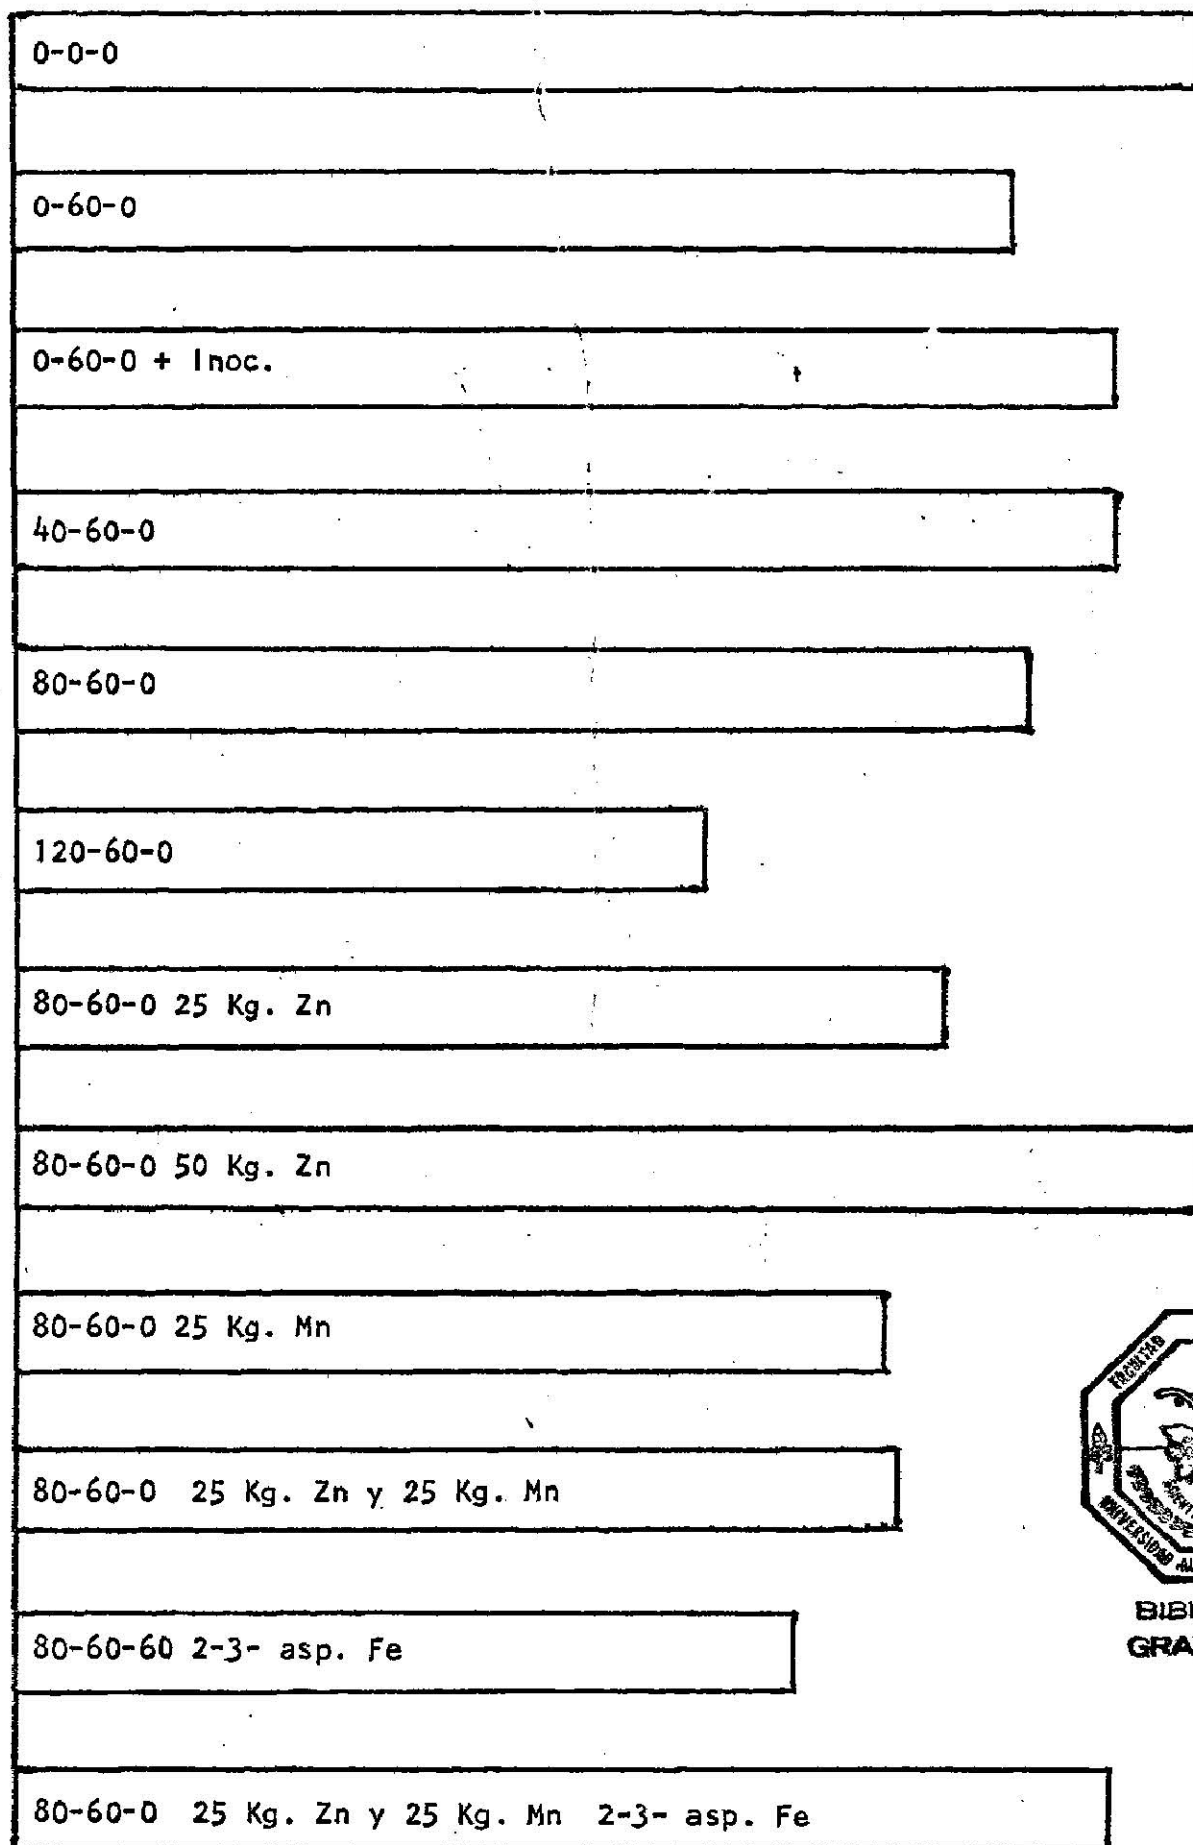 0-0-0
0-60-0
0-60-0 + Inoc.
40-60-0
80-60-0
120-60-0
80-60-0 25 Kg. Zn
80-60-0 50 Kg. Zn
80-60-0 25 Kg. Mn
80-60-0 25 Kg. Zn y 25 Kg. Mn
FACULTAD
UNIVERSIDAD
80-60-60 2-3- asp. Fe
80-60-0 25 Kg. Zn y 25 Kg. Mn 2-3- asp. Fe